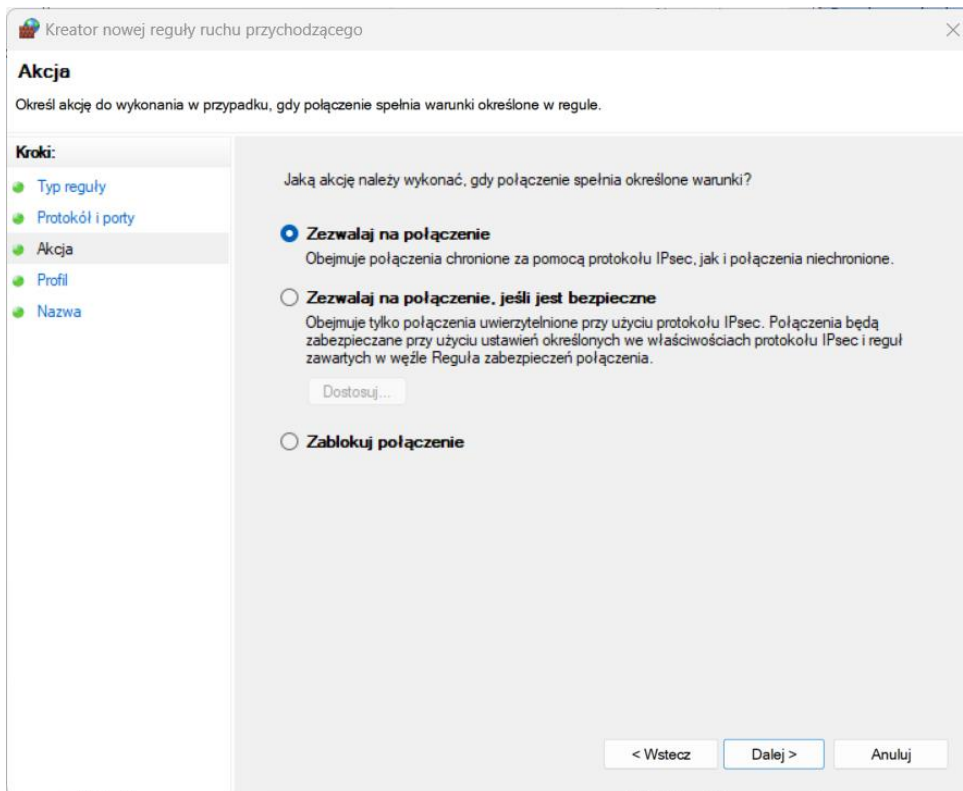 Kreator nowej reguły ruchu przychodzącego
Akcja
Określ akcję do wykonania w przypadku, gdy połączenie spełnia warunki określone w regule.
Kroki:
Typ reguły
Protokół i porty
Akcja
Profil
Nazwa
Jaką akcję należy wykonać, gdy połączenie spełnia określone warunki?
Zezwalaj na połączenie
Obejmuje połączenia chronione za pomocą protokołu IPsec, jak i połączenia niechronione.
Zezwalaj na połączenie, jeśli jest bezpieczne
Obejmuje tylko połączenia uwierzytelnione przy użyciu protokołu IPsec. Połączenia będą
zabezpieczane przy użyciu ustawień określonych we właściwościach protokołu IPsec i reguł
zawartych w węźle Reguła zabezpieczeń połączenia.
Dostosuj...
Zablokuj połączenie
< Wstecz
Dalej >
Anuluj